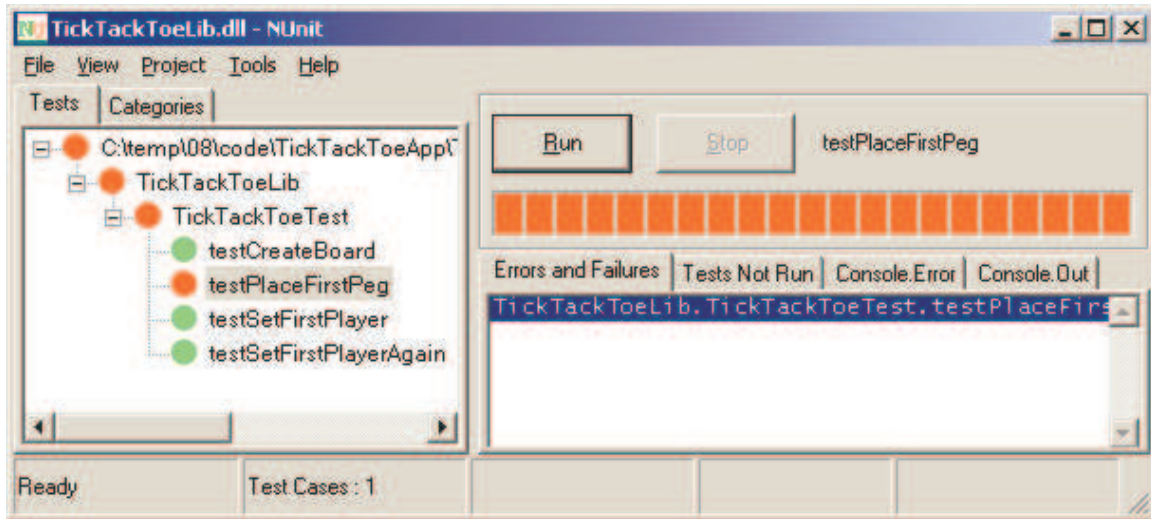 TickTackToeLib.dll - NUnit
File View Project Tools Help
Tests Categories
C:\temp\08\code\TickTackToeApp\T
TickTackToeLib
TickTackToeTest
testCreateBoard
testPlaceFirstPeg
testSetFirstPlayer
testSetFirstPlayerAgain
Run Stop testPlaceFirstPeg
Errors and Failures Tests Not Run Console.Error Console.Out
TickTackToeLib.TickTackToeTest.testPlaceFirs
Ready Test Cases : 1